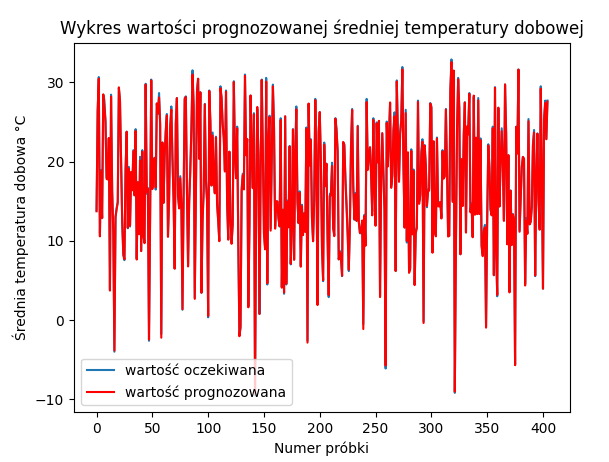 Wykres wartości prognozowanej średniej temperatury dobowej
Średnia temperatura dobowa °C
30
20
10
0
−10
wartość oczekiwana
wartość prognozowana
0 50 100 150 200 250 300 350 400
Numer próbki